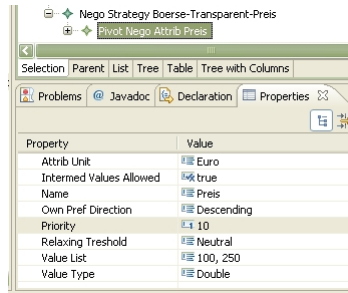 Nego Strategy Boerse-Transparent-Preis
Pivot Nego Attrib Preis
Selection Parent List Tree Table Tree with Columns
Problems @ Javadoc Declaration Properties
Property Value
Attrib Unit Euro
Intermed Values Allowed true
Name Preis
Own Pref Direction Descending
Priority 10
Relaxing Treshold Neutral
Value List 100, 250
Value Type Double